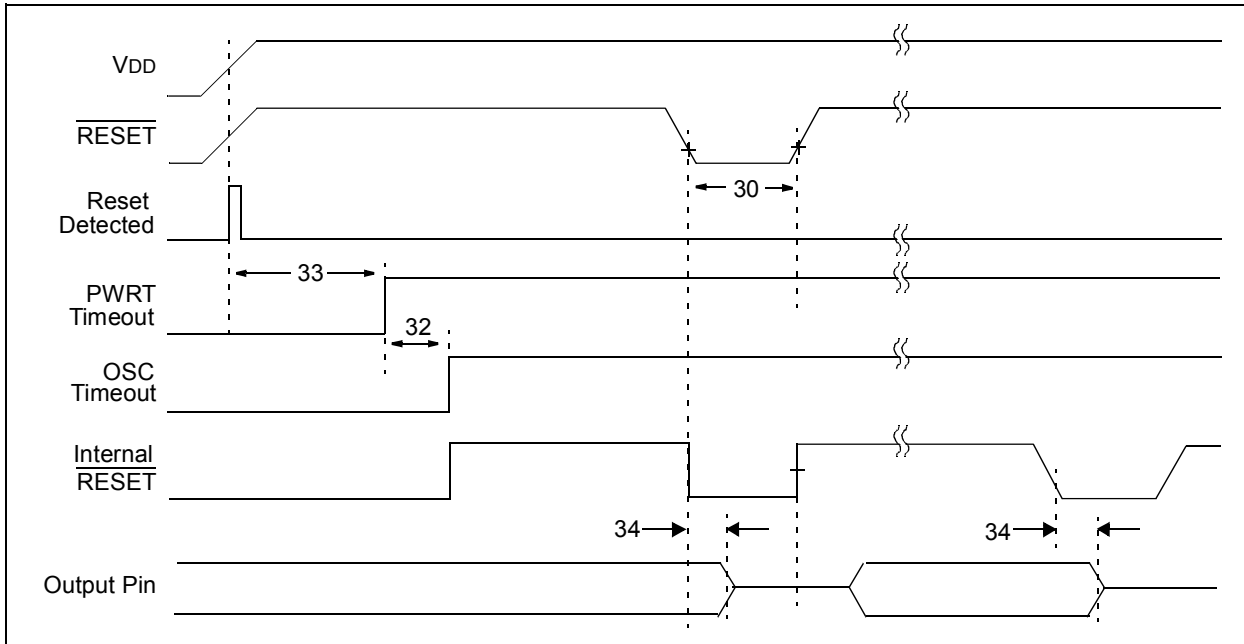 VDD
RESET
Reset
Detected
30
33
PWRT
Timeout
32
OSC
Timeout
Internal
RESET
34
34
Output Pin